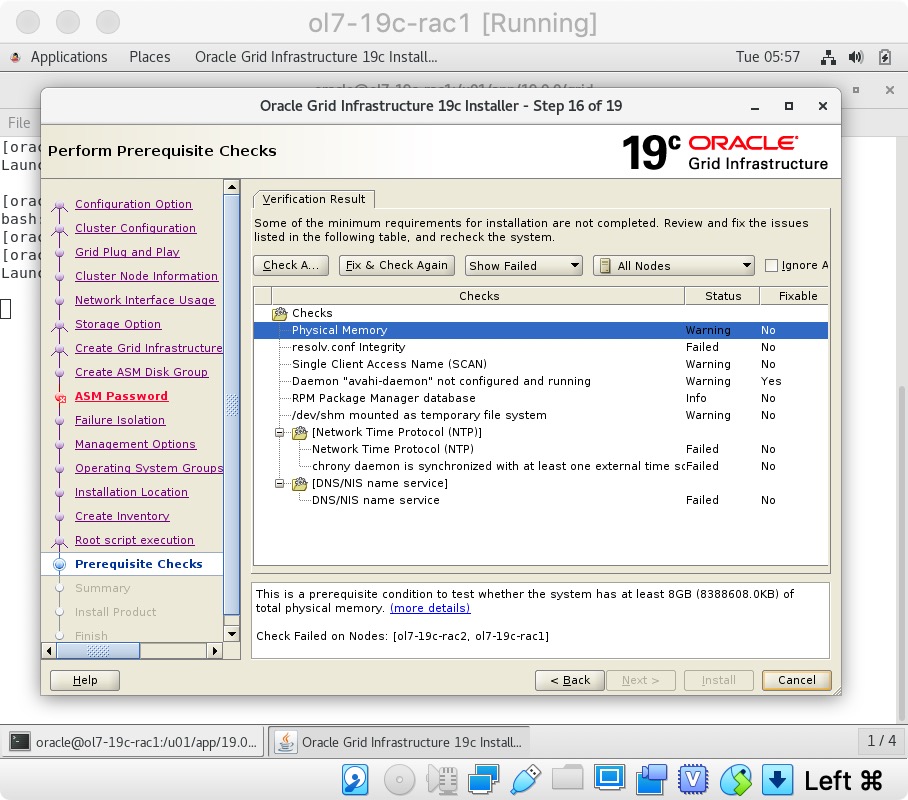 ol7-19c-rac1 [Running]
Applications Places Oracle Grid Infrastructure 19c Install... Tue 05:57
File
[orac
Launc
[orac
bash:
[orac
[orac
Launc
Oracle Grid Infrastructure 19c Installer - Step 16 of 19
Perform Prerequisite Checks
19c ORACLE
Grid Infrastructure
Configuration Option
Cluster Configuration
Grid Plug and Play
Cluster Node Information
Network Interface Usage
Storage Option
Create Grid Infrastructure
Create ASM Disk Group
ASM Password
Failure Isolation
Management Options
Operating System Groups
Installation Location
Create Inventory
Root script execution
Prerequisite Checks
Summary
Install Product
Finish
Verification Result
Some of the minimum requirements for installation are not completed. Review and fix the issues
listed in the following table, and recheck the system.
Check A... Fix & Check Again Show Failed All Nodes Ignore A
Checks Status Fixable
Checks
Physical Memory Warning No
resolv.conf Integrity Failed No
Single Client Access Name (SCAN) Warning No
Daemon "avahi-daemon" not configured and running Warning Yes
RPM Package Manager database Info No
/dev/shm mounted as temporary file system Warning No
[Network Time Protocol (NTP)]
Network Time Protocol (NTP) Failed No
chrony daemon is synchronized with at least one external time sc Failed No
[DNS/NIS name service]
DNS/NIS name service Failed No
This is a prerequisite condition to test whether the system has at least 8GB (8388608.0KB) of
total physical memory. (more details)
Check Failed on Nodes: [ol7-19c-rac2, ol7-19c-rac1]
Help < Back Next > Install Cancel
oracle@ol7-19c-rac1:/u01/app/19.0... Oracle Grid Infrastructure 19c Install... 1 / 4
Left ⌘